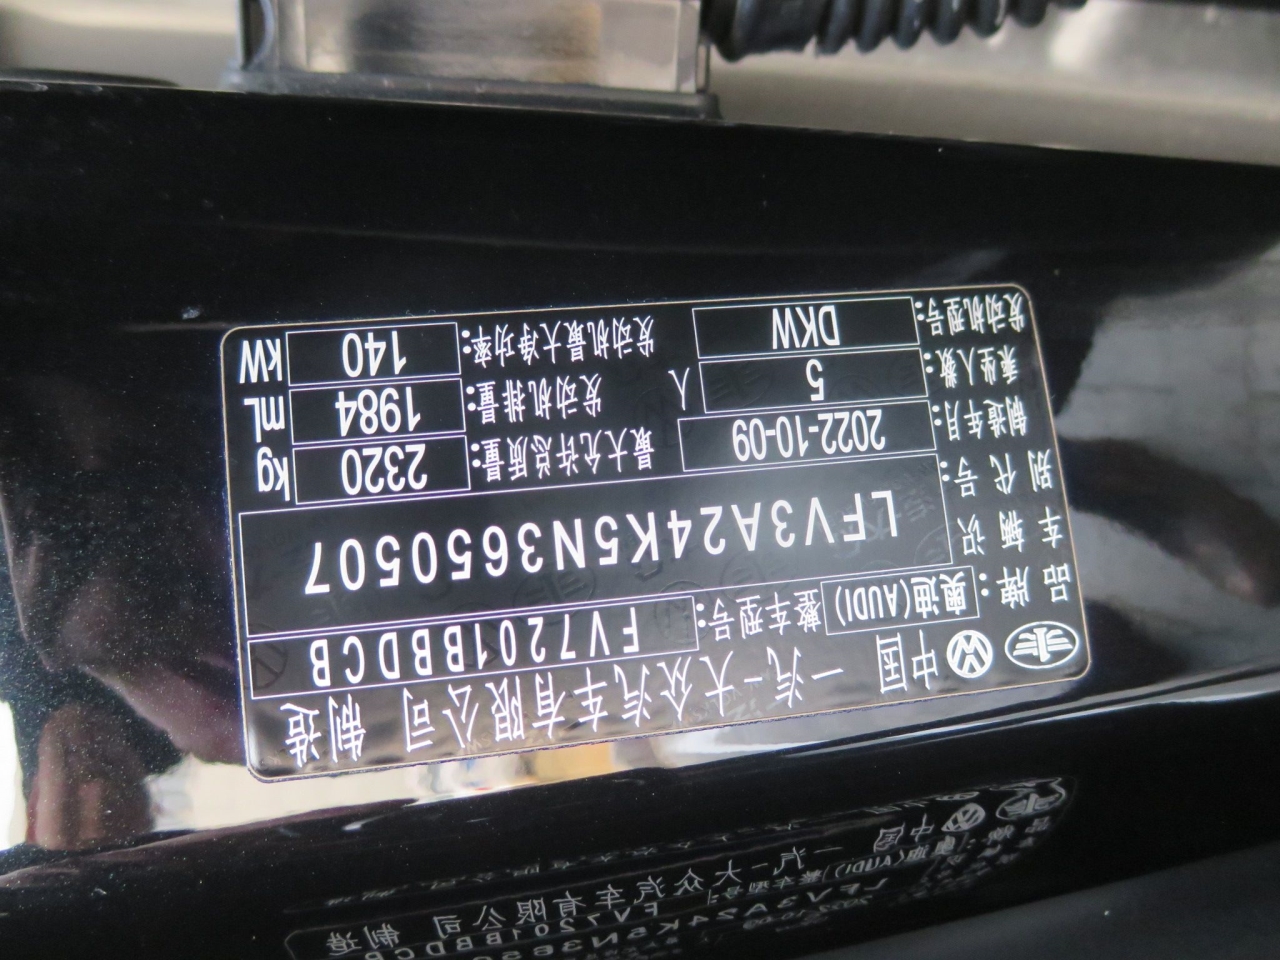 中国 一汽-大众汽车有限公司 制造
品牌: 奥迪(AUDI) 整车型号: FV7201BBDCB
车辆识别代号: LFV3A24K5N3650507
制造年月: 2022-10-09 最大允许总质量: 2320 kg
乘坐人数: 5 人 发动机排量: 1984 mL
发动机型号: DKW 发动机最大净功率: 140 kW